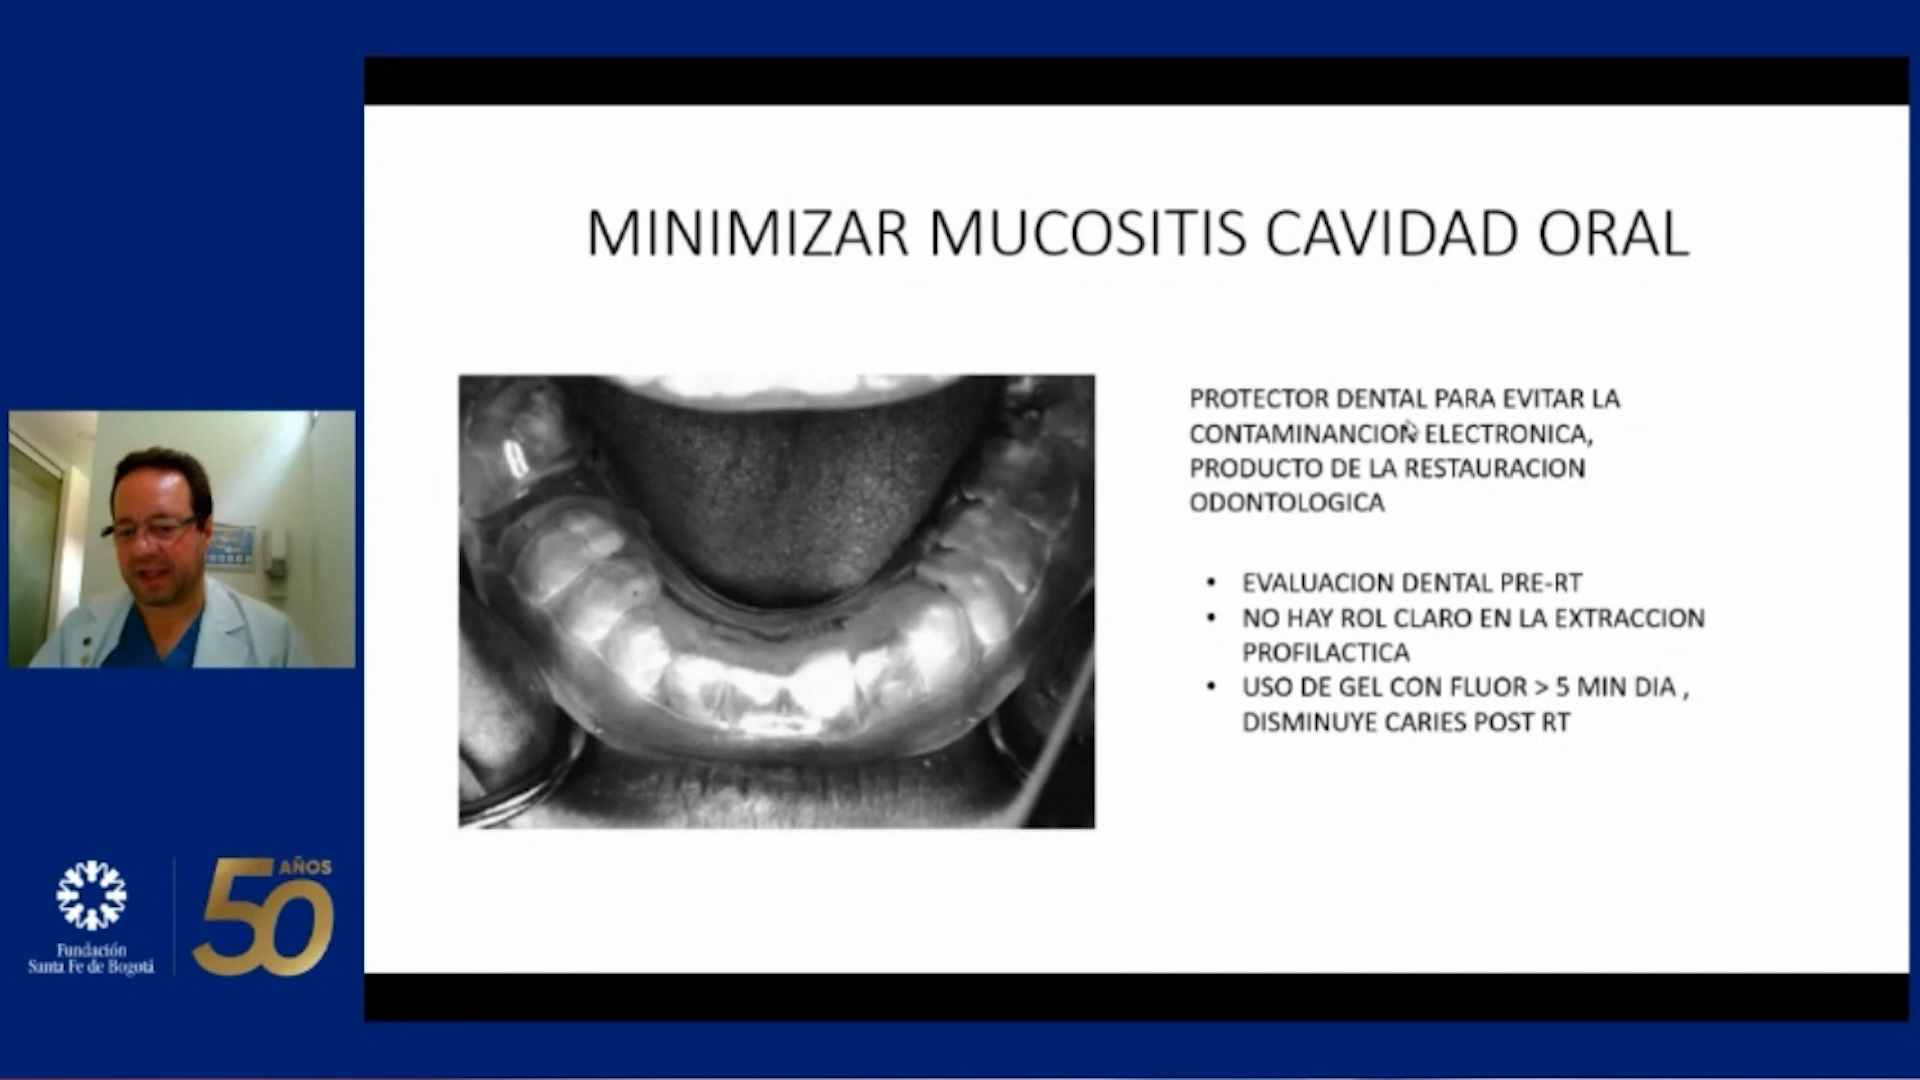 MINIMIZAR MUCOSITIS CAVIDAD ORAL
PROTECTOR DENTAL PARA EVITAR LA
CONTAMINANCION ELECTRONICA,
PRODUCTO DE LA RESTAURACION
ODONTOLOGICA
• EVALUACION DENTAL PRE-RT
• NO HAY ROL CLARO EN LA EXTRACCION
PROFILACTICA
• USO DE GEL CON FLUOR > 5 MIN DIA ,
DISMINUYE CARIES POST RT
Fundación
Santa Fe de Bogotá
50 AÑOS